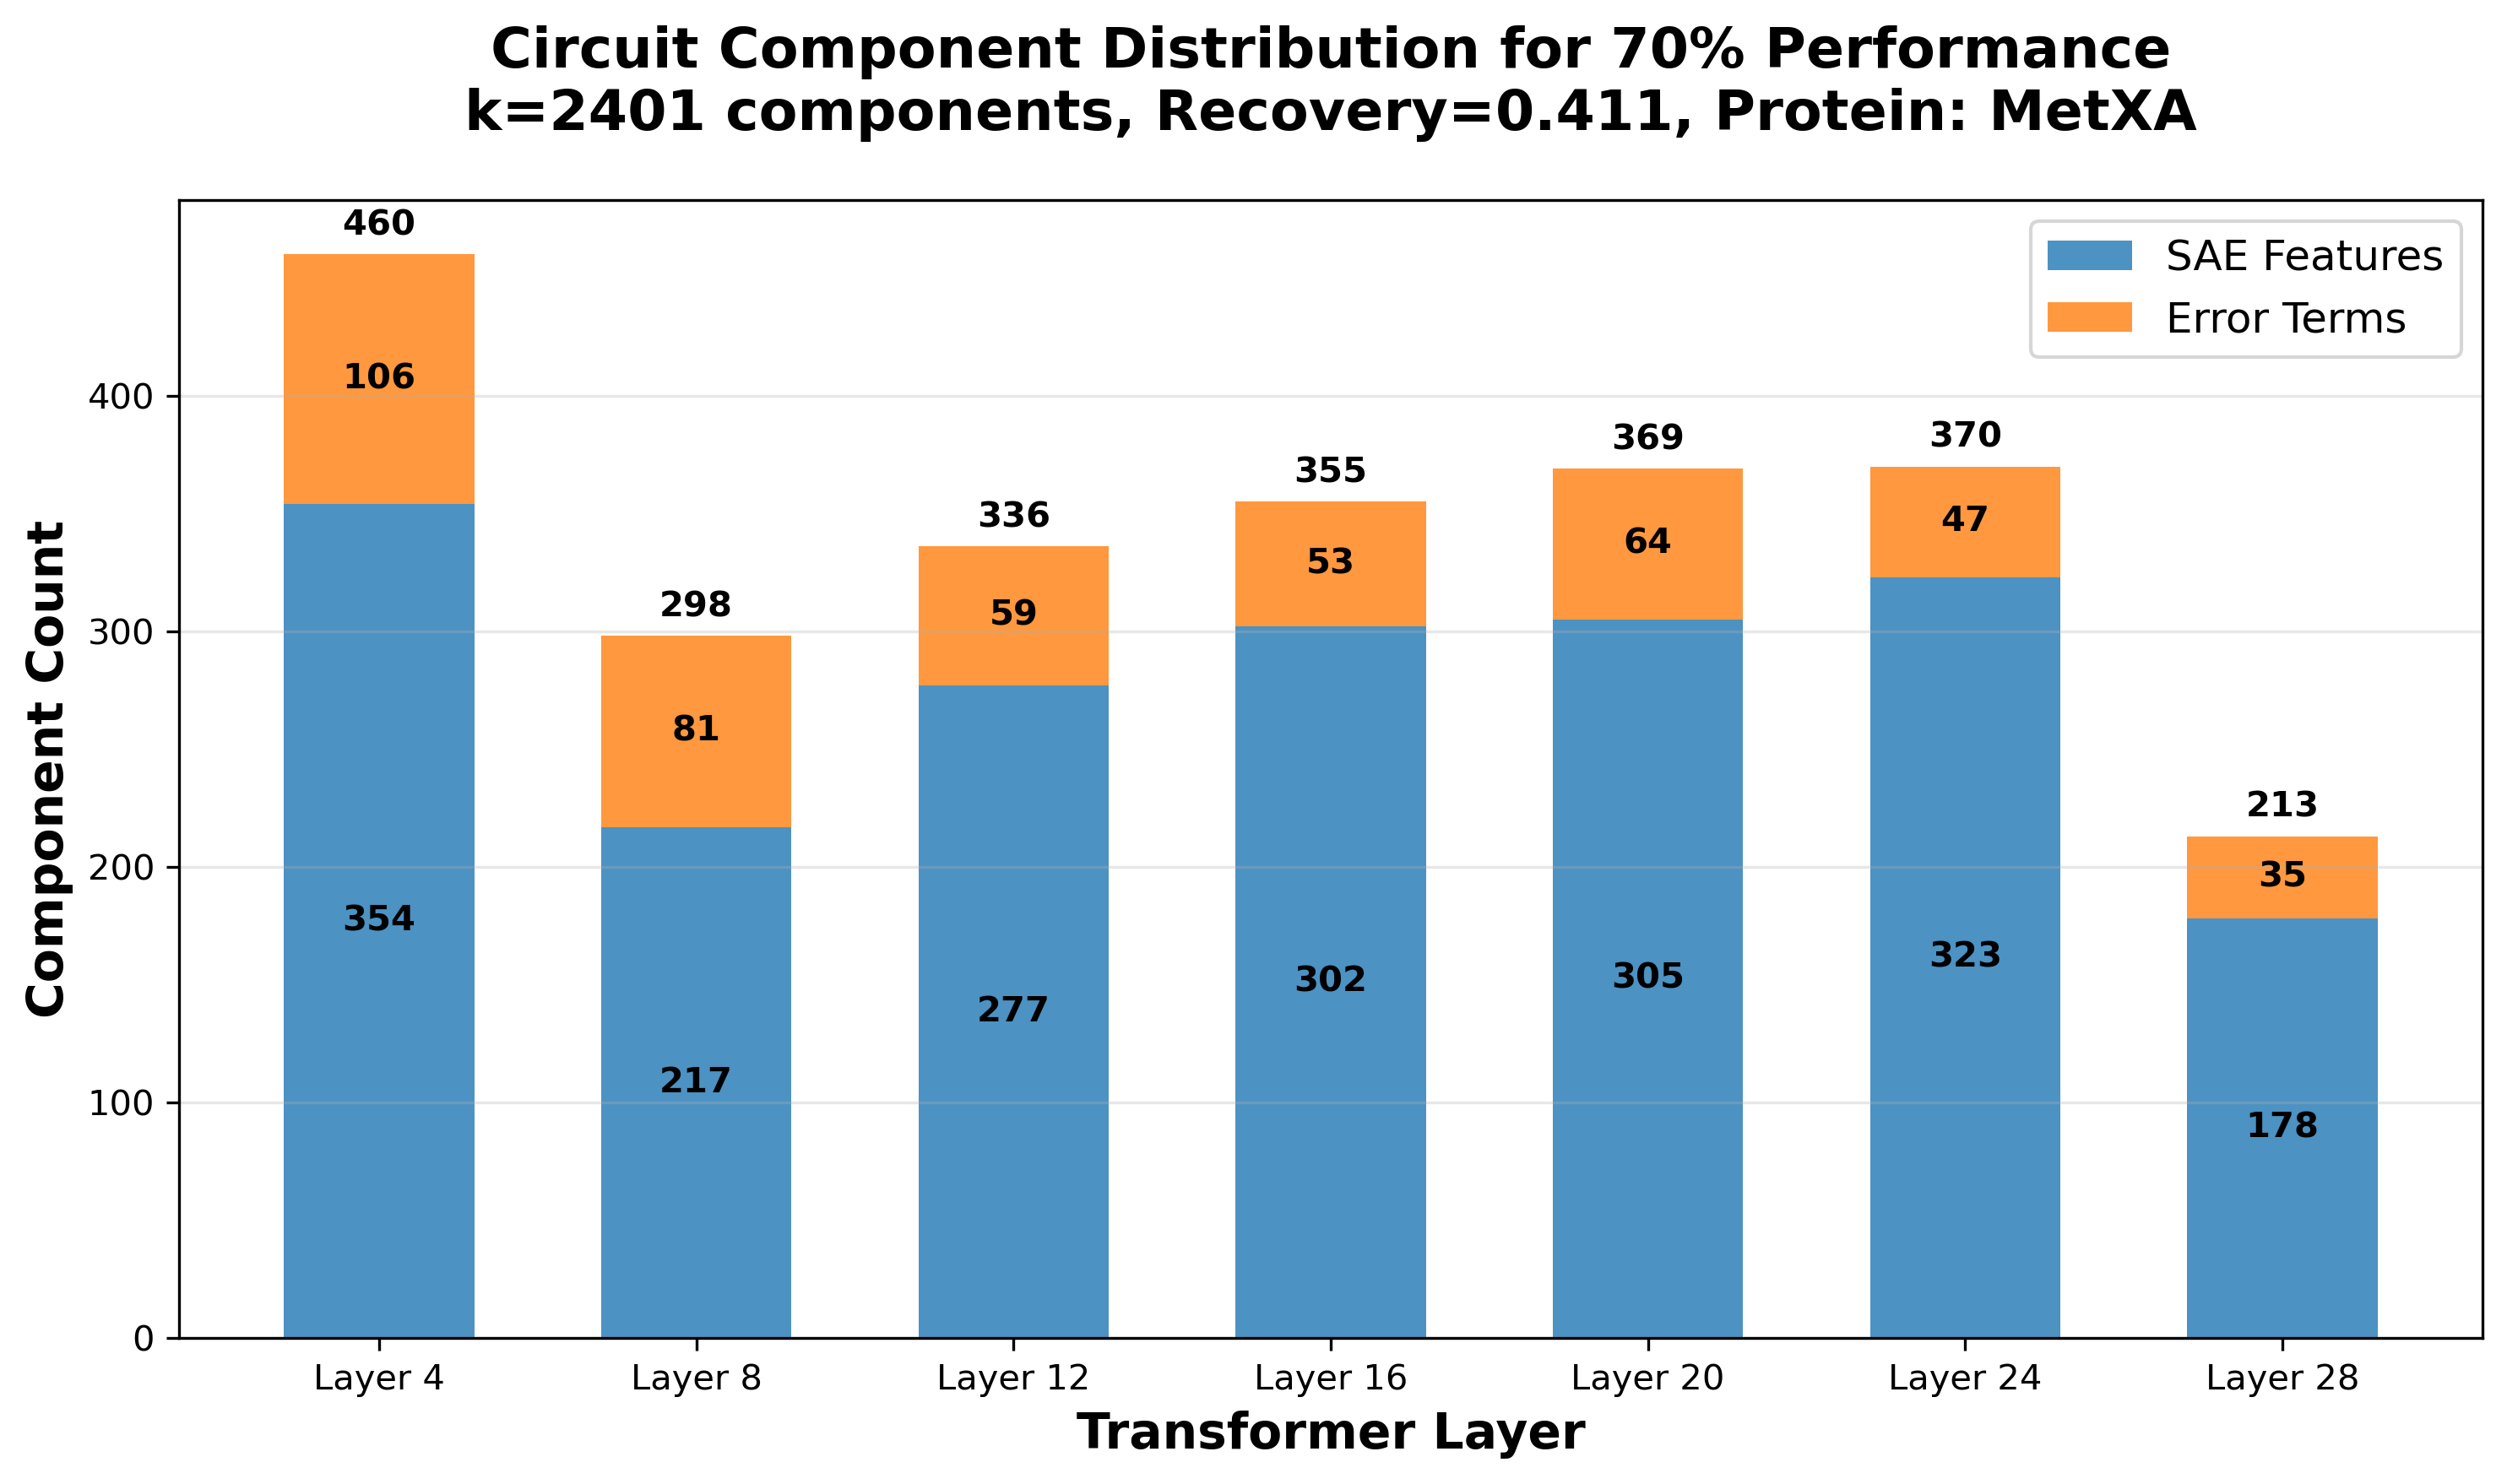 Circuit Component Distribution for 70% Performance
k=2401 components, Recovery=0.411, Protein: MetXA
SAE Features
Error Terms
Component Count
400
300
200
100
0
460
106
354
298
81
217
336
59
277
355
53
302
369
64
305
370
47
323
213
35
178
Layer 4
Layer 8
Layer 12
Layer 16
Layer 20
Layer 24
Layer 28
Transformer Layer